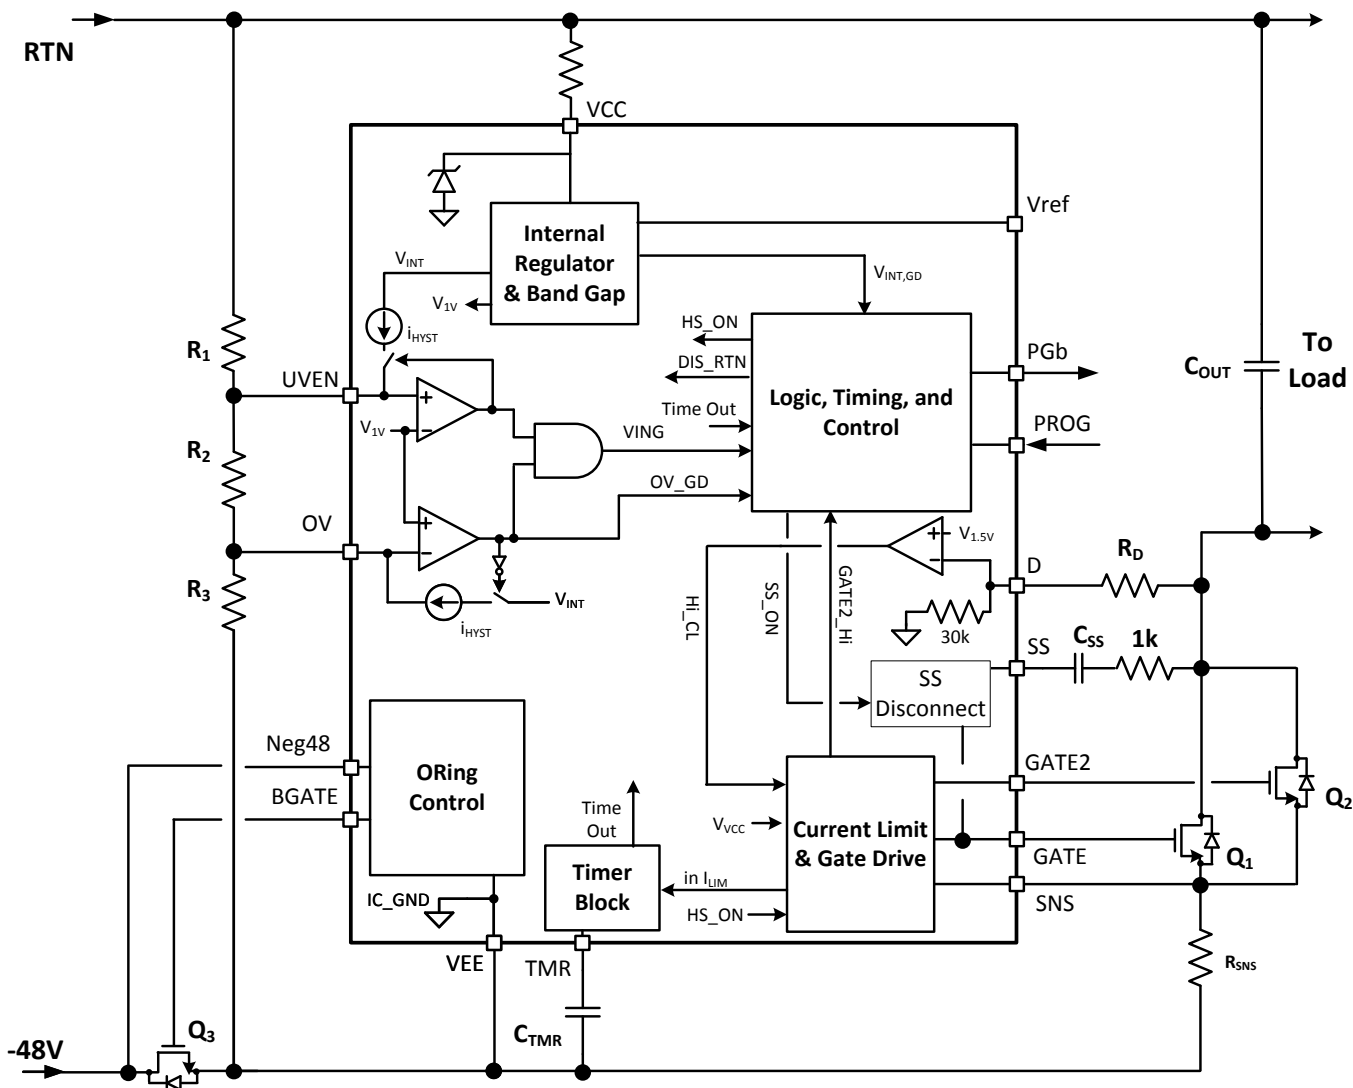 RTN
VCC
Vref
Internal
Regulator
& Band Gap
VINT
V1V
VINT,GD
iHYST
HS_ON
DIS_RTN
PGb
COUT
To
Load
R1
UVEN
V1V
Time Out
Logic, Timing, and
Control
PROG
VING
R2
OV_GD
OV
V1.5V
D
RD
R3
VINT
iHYST
Hi_CL
SS_ON
GATE2_Hi
30k
SS
CSS
1k
SS
Disconnect
Neg48
BGATE
ORing
Control
GATE2
Q2
Time
Out
VVCC
Current Limit
& Gate Drive
GATE
Q1
Timer
Block
in ILIM
IC_GND
HS_ON
SNS
VEE
TMR
RSNS
CTMR
Q3
-48V